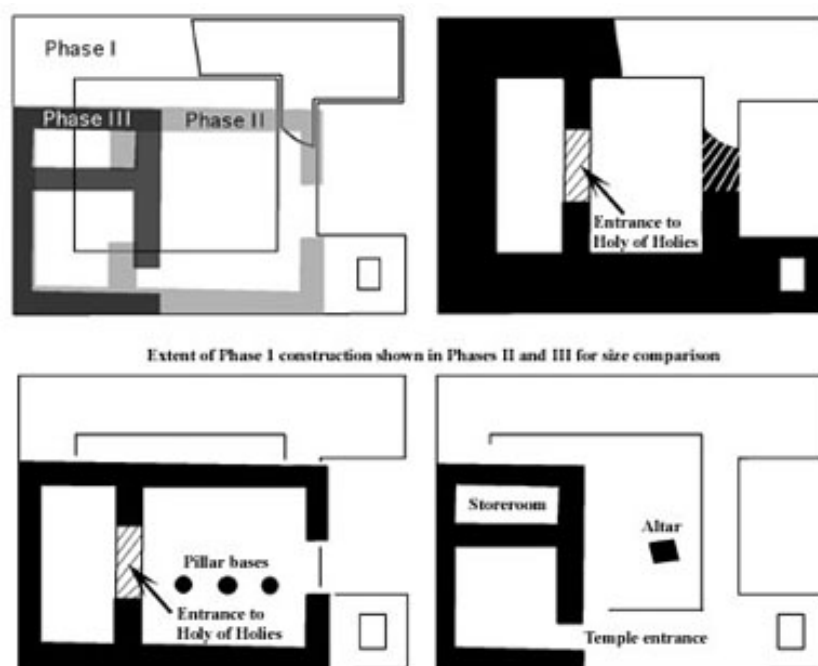 Phase I
Phase III
Phase II
Entrance to
Holy of Holies
Extent of Phase I construction shown in Phases II and III for size comparison
Pillar bases
Entrance to
Holy of Holies
Storeroom
Altar
Temple entrance